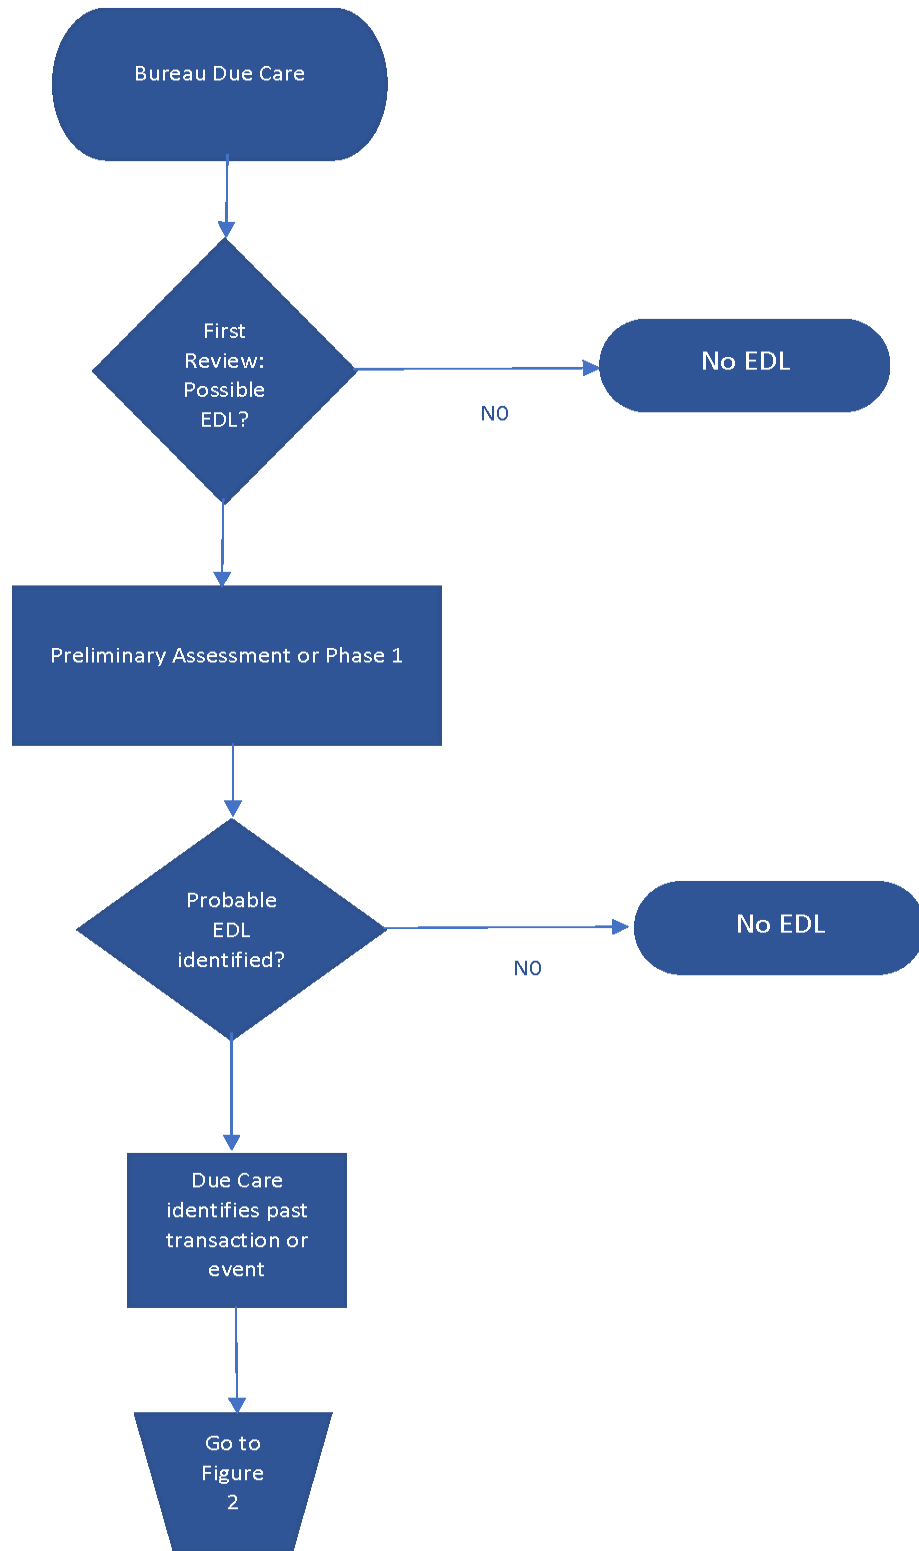 Bureau Due Care
First
Review:
Possible
EDL?
No EDL
NO
Preliminary Assessment or Phase 1
Probable
EDL
identified?
No EDL
NO
Due Care
identifies past
transaction or
event
Go to
Figure
2